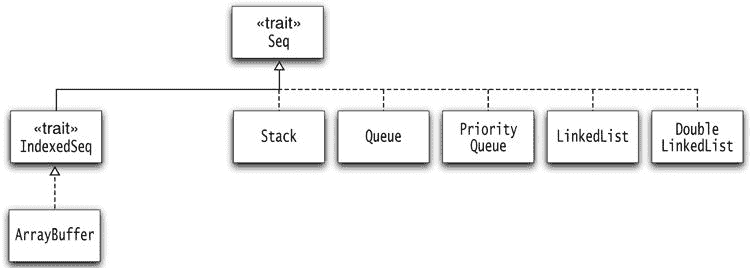 «trait»
Seq
«trait»
IndexedSeq
Stack
Queue
Priority
Queue
LinkedList
Double
LinkedList
ArrayBuffer